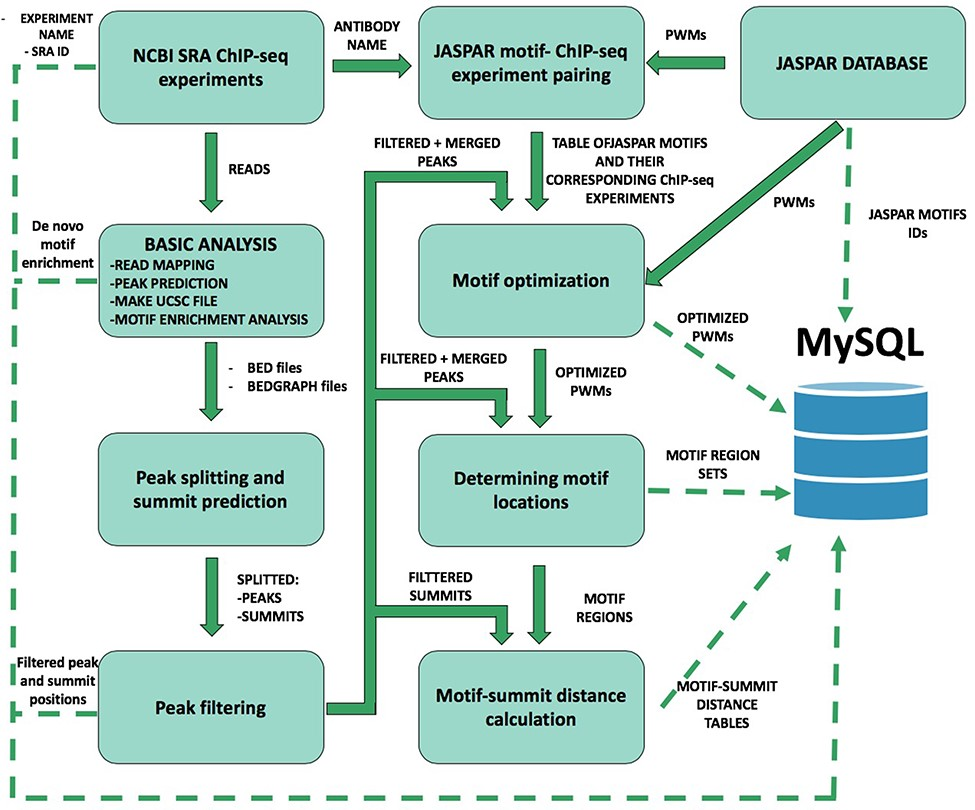 - EXPERIMENT
NAME
- SRA ID
NCBI SRA ChIP-seq
experiments
ANTIBODY
NAME
JASPAR motif- ChIP-seq
experiment pairing
PWMs
JASPAR DATABASE
READS
FILTERED + MERGED
PEAKS
TABLE OFJASPAR MOTIFS
AND THEIR
CORRESPONDING ChIP-seq
EXPERIMENTS
PWMs
JASPAR MOTIFS
IDs
De novo
motif
enrichment
BASIC ANALYSIS
-READ MAPPING
-PEAK PREDICTION
-MAKE UCSC FILE
-MOTIF ENRICHMENT ANALYSIS
Motif optimization
OPTIMIZED
PWMs
MySQL
- BED files
- BEDGRAPH files
FILTERED + MERGED
PEAKS
OPTIMIZED
PWMs
Peak splitting and
summit prediction
Determining motif
locations
MOTIF REGION
SETS
SPLITTED:
-PEAKS
-SUMMITS
FILTTERED
SUMMITS
MOTIF
REGIONS
Filtered peak
and summit
positions
Peak filtering
Motif-summit distance
calculation
MOTIF-SUMMIT
DISTANCE
TABLES